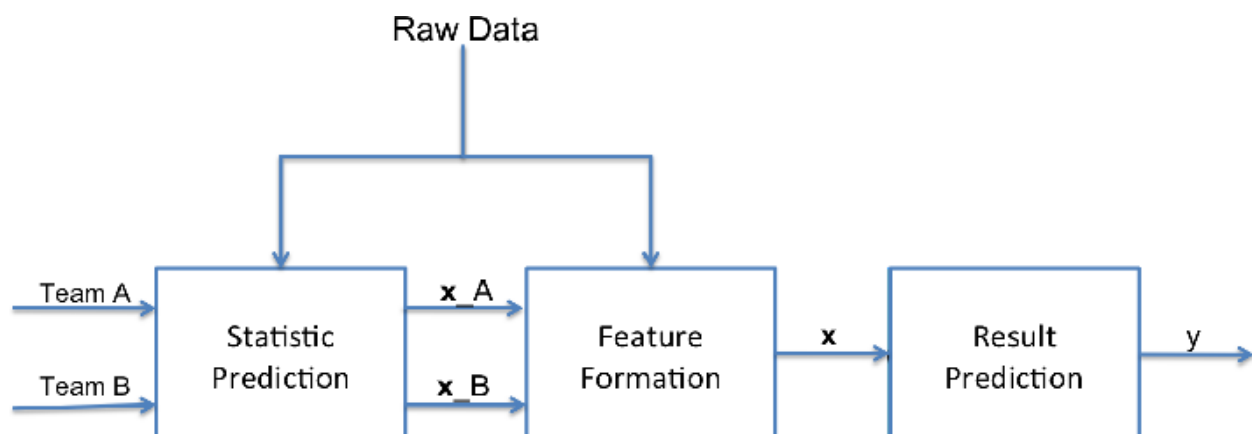 Raw Data
Team A
x_A
Statistic
Prediction
Feature
Formation
x
Result
Prediction
y
Team B
x_B